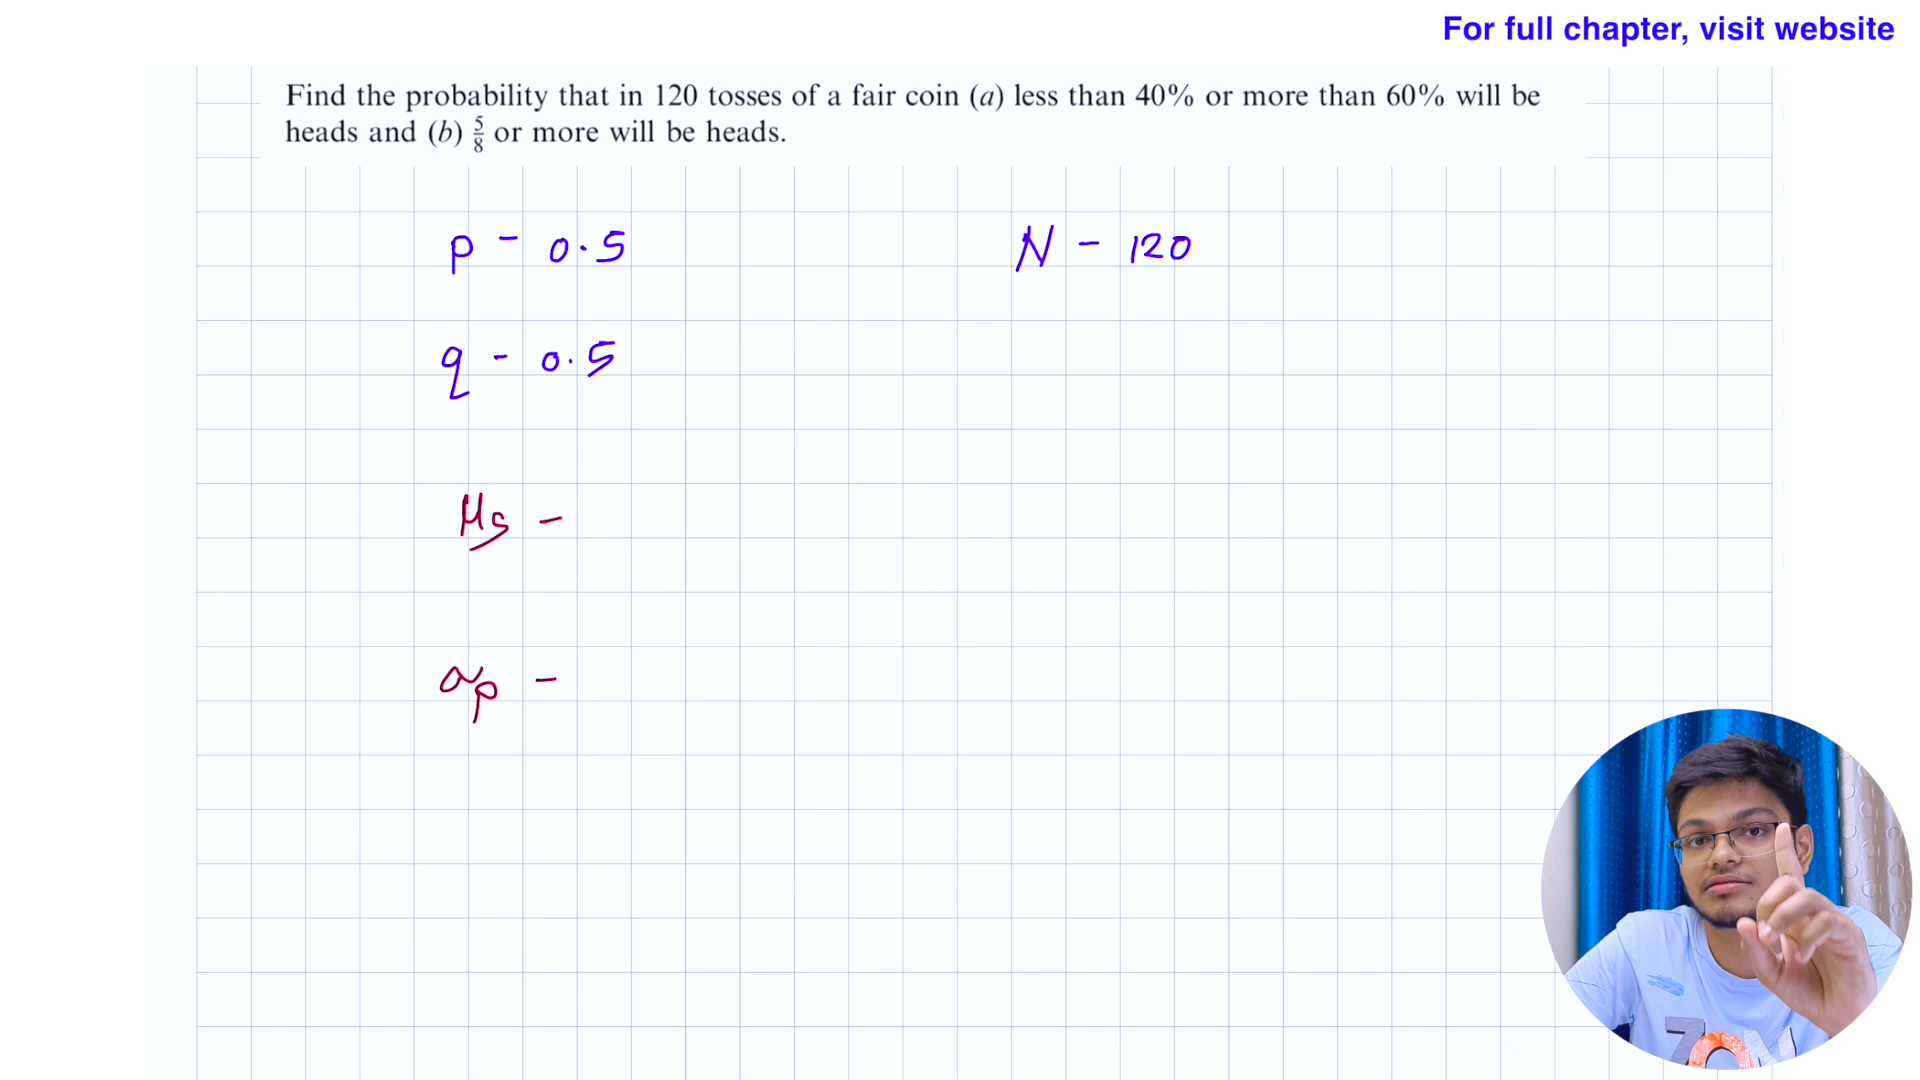 For full chapter, visit website
Find the probability that in 120 tosses of a fair coin (a) less than 40% or more than 60% will be
heads and (b) 5/8 or more will be heads.
p - 0.5
N - 120
q - 0.5
μs -
σp -
ZON